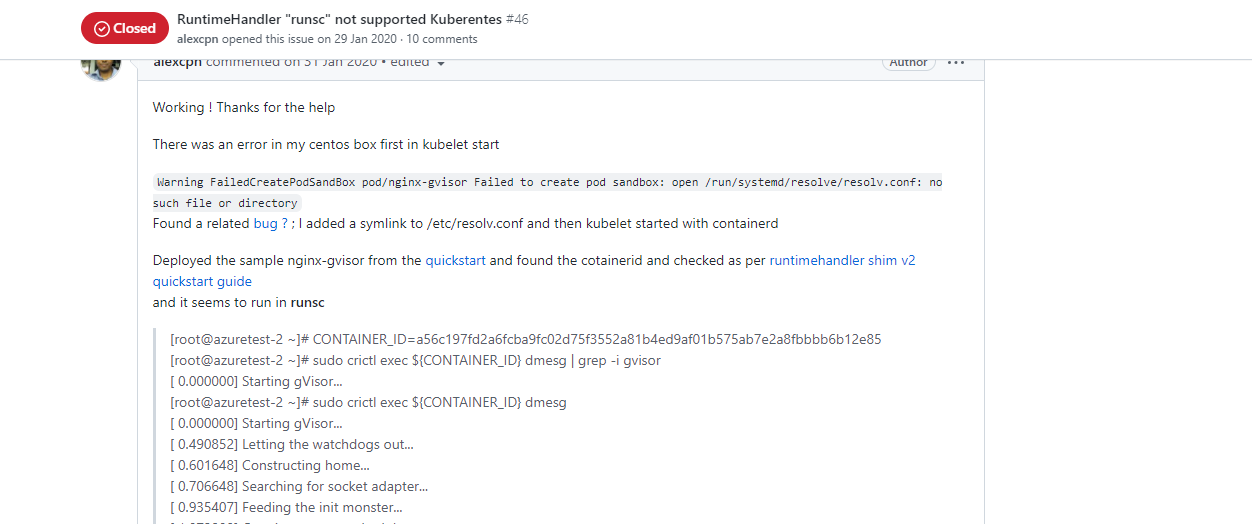 Closed
RuntimeHandler "runsc" not supported Kuberentes #46
alexcpn opened this issue on 29 Jan 2020 · 10 comments
alexcpn commented on 31 Jan 2020 • edited
Author
Working ! Thanks for the help
There was an error in my centos box first in kubelet start
Warning FailedCreatePodSandBox pod/nginx-gvisor Failed to create pod sandbox: open /run/systemd/resolve/resolv.conf: no
such file or directory
Found a related bug ? ; I added a symlink to /etc/resolv.conf and then kubelet started with containerd
Deployed the sample nginx-gvisor from the quickstart and found the cotainerid and checked as per runtimehandler shim v2
quickstart guide
and it seems to run in runsc
[root@azuretest-2 ~]# CONTAINER_ID=a56c197fd2a6fcba9fc02d75f3552a81b4ed9af01b575ab7e2a8fbbbb6b12e85
[root@azuretest-2 ~]# sudo crictl exec ${CONTAINER_ID} dmesg | grep -i gvisor
[ 0.000000] Starting gVisor...
[root@azuretest-2 ~]# sudo crictl exec ${CONTAINER_ID} dmesg
[ 0.000000] Starting gVisor...
[ 0.490852] Letting the watchdogs out...
[ 0.601648] Constructing home...
[ 0.706648] Searching for socket adapter...
[ 0.935407] Feeding the init monster...